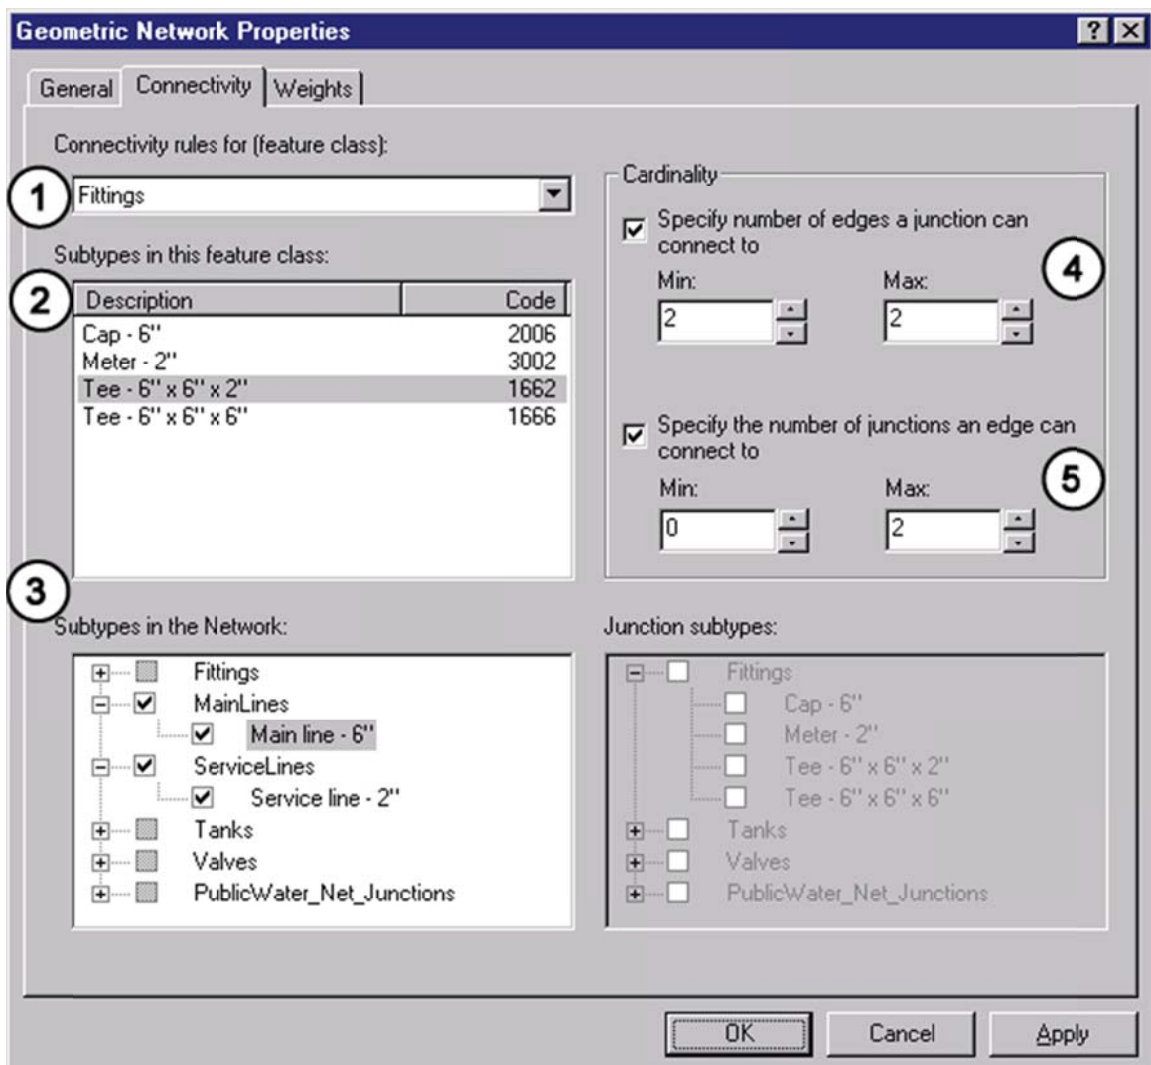 Geometric Network Properties
General Connectivity Weights
Connectivity rules for (feature class):
1
Fittings
Subtypes in this feature class:
2
Description Code
Cap - 6" 2006
Meter - 2" 3002
Tee - 6" x 6" x 2" 1662
Tee - 6" x 6" x 6" 1666
Cardinality
Specify number of edges a junction can
connect to
4
Min: Max:
2 2
Specify the number of junctions an edge can
connect to
5
Min: Max:
0 2
3
Subtypes in the Network:
Fittings
MainLines
Main line - 6"
ServiceLines
Service line - 2"
Tanks
Valves
PublicWater_Net_Junctions
Junction subtypes:
Fittings
Cap - 6"
Meter - 2"
Tee - 6" x 6" x 2"
Tee - 6" x 6" x 6"
Tanks
Valves
PublicWater_Net_Junctions
OK Cancel Apply